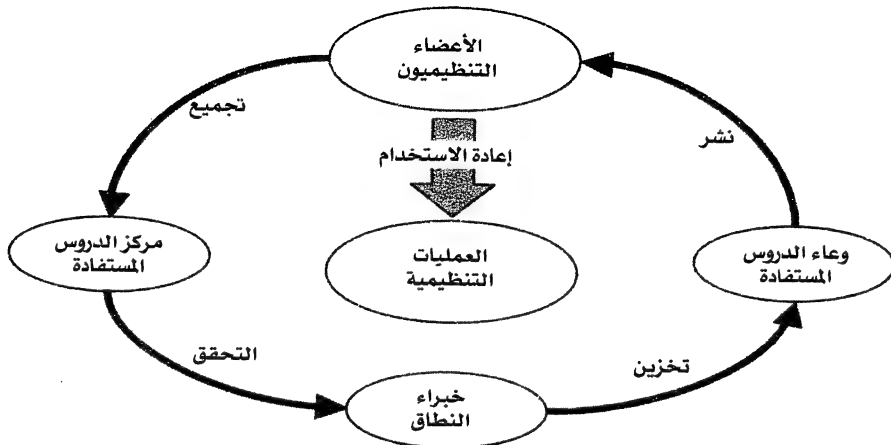 الأعضاء
التنظيميون
تجميع
نشر
إعادة الاستخدام
مركز الدروس
المستفادة
العمليات
التنظيمية
وعاء الدروس
المستفادة
التحقق
تخزين
خبراء
النطاق